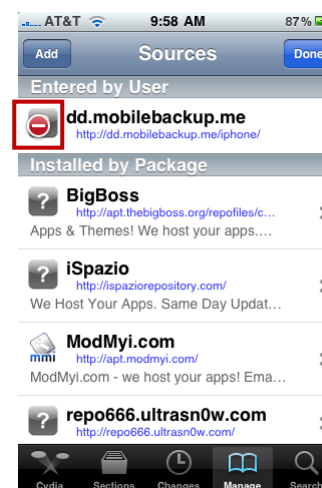 AT&T 9:58 AM 87%
Add Sources Done
Entered by User
dd.mobilebackup.me
http://dd.mobilebackup.me/iphone/
Installed by Package
BigBoss
http://apt.thebigboss.org/repofiles/c...
Apps & Themes! We host your apps....
iSpazio
http://ispaziorepository.com/
We Host Your Apps. Same Day Updat...
ModMyi.com
mmi http://apt.modmyi.com/
ModMyi.com - we host your apps! Ema...
repo666.ultrasn0w.com
http://repo666.ultrasn0w.com/
Cydia Sections Changes Manage Search